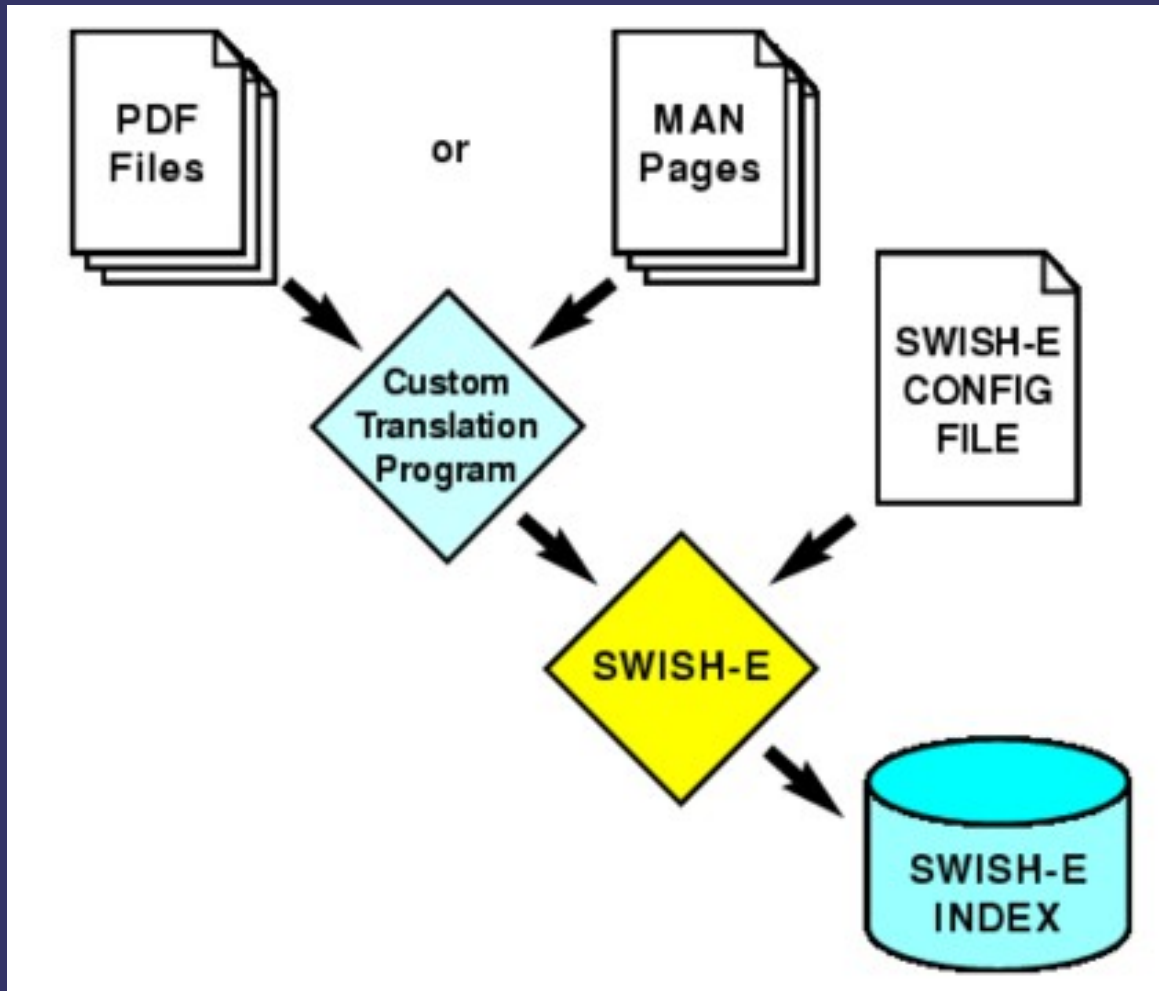 PDF
Files
or
MAN
Pages
SWISH-E
CONFIG
FILE
Custom
Translation
Program
SWISH-E
SWISH-E
INDEX